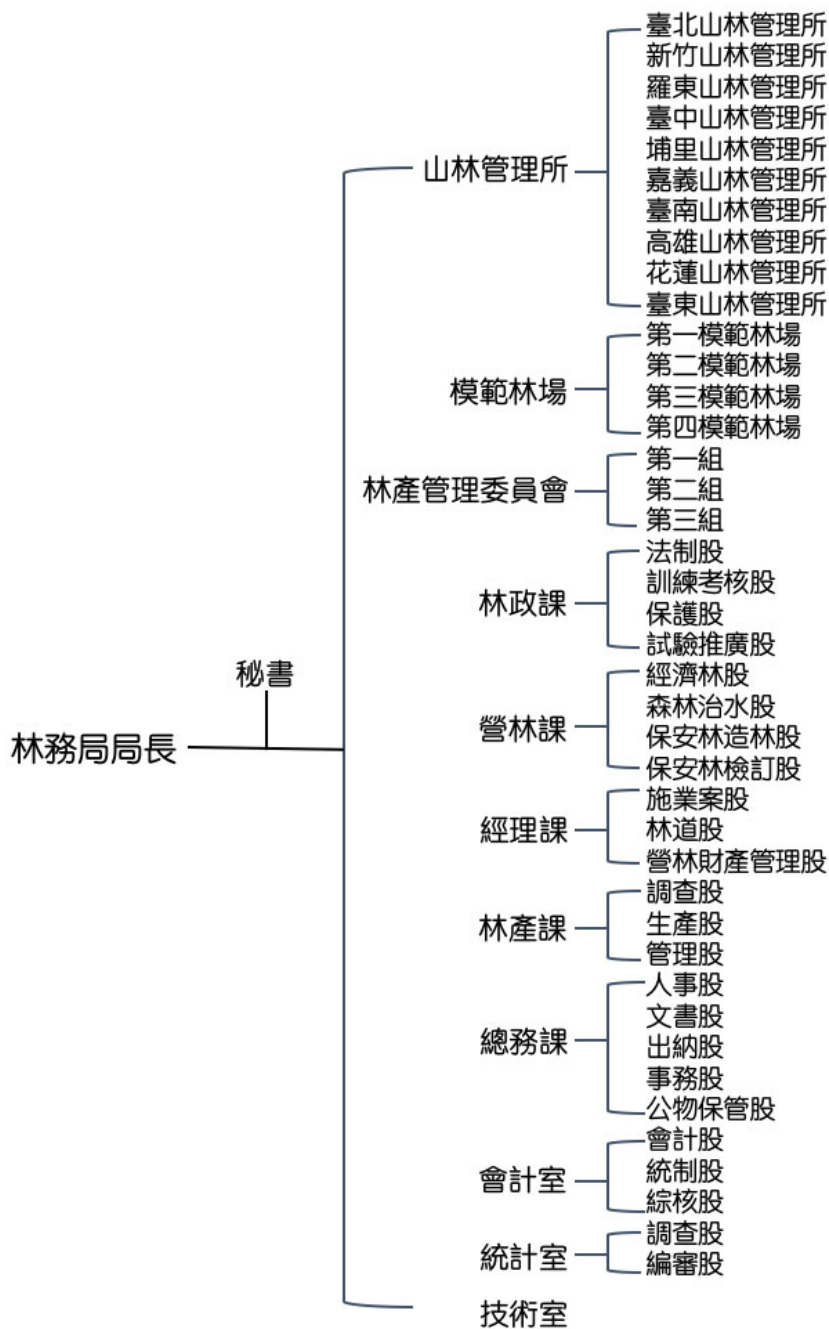 林務局局長
秘書
山林管理所
臺北山林管理所
新竹山林管理所
羅東山林管理所
臺中山林管理所
埔里山林管理所
嘉義山林管理所
臺南山林管理所
高雄山林管理所
花蓮山林管理所
臺東山林管理所
模範林場
第一模範林場
第二模範林場
第三模範林場
第四模範林場
林產管理委員會
第一組
第二組
第三組
林政課
法制股
訓練考核股
保護股
試驗推廣股
營林課
經濟林股
森林治水股
保安林造林股
保安林檢訂股
經理課
施業案股
林道股
營林財產管理股
林產課
調查股
生產股
管理股
總務課
人事股
文書股
出納股
事務股
公物保管股
會計室
會計股
統制股
綜核股
統計室
調查股
編審股
技術室